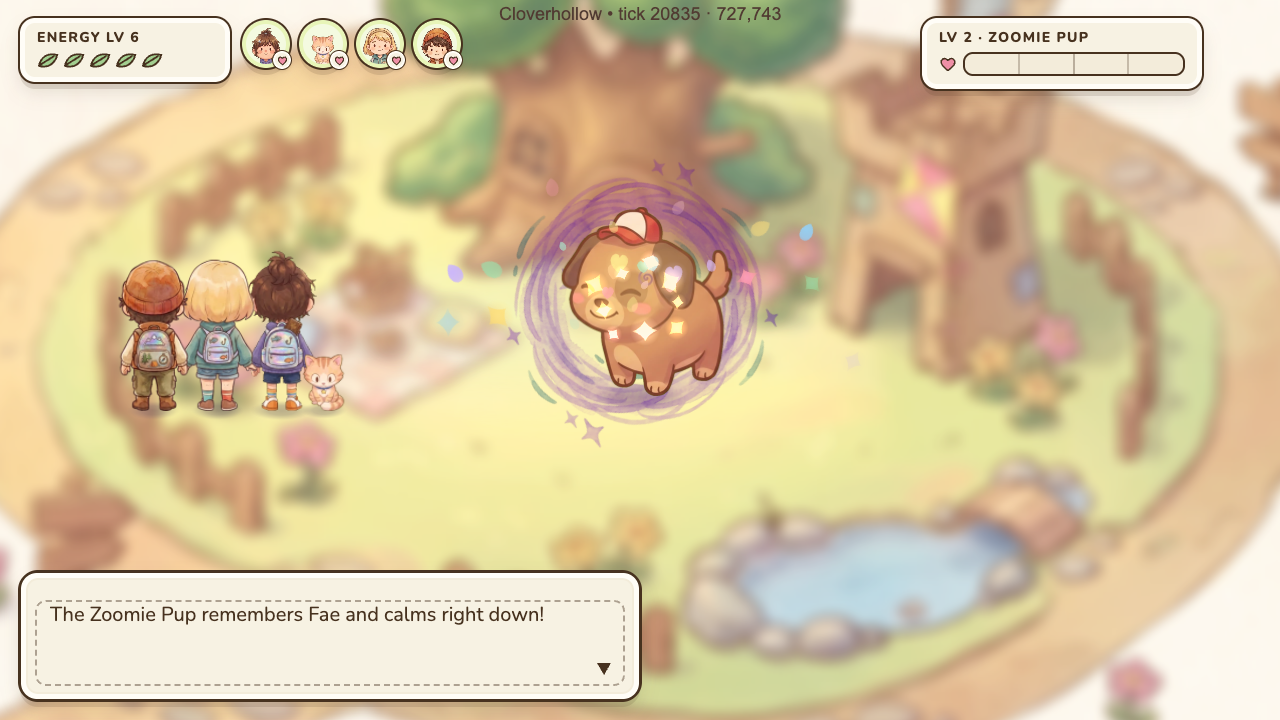 Cloverhollow • tick 20835 · 727,743
ENERGY LV 6
LV 2 · ZOOMIE PUP
The Zoomie Pup remembers Fae and calms right down!